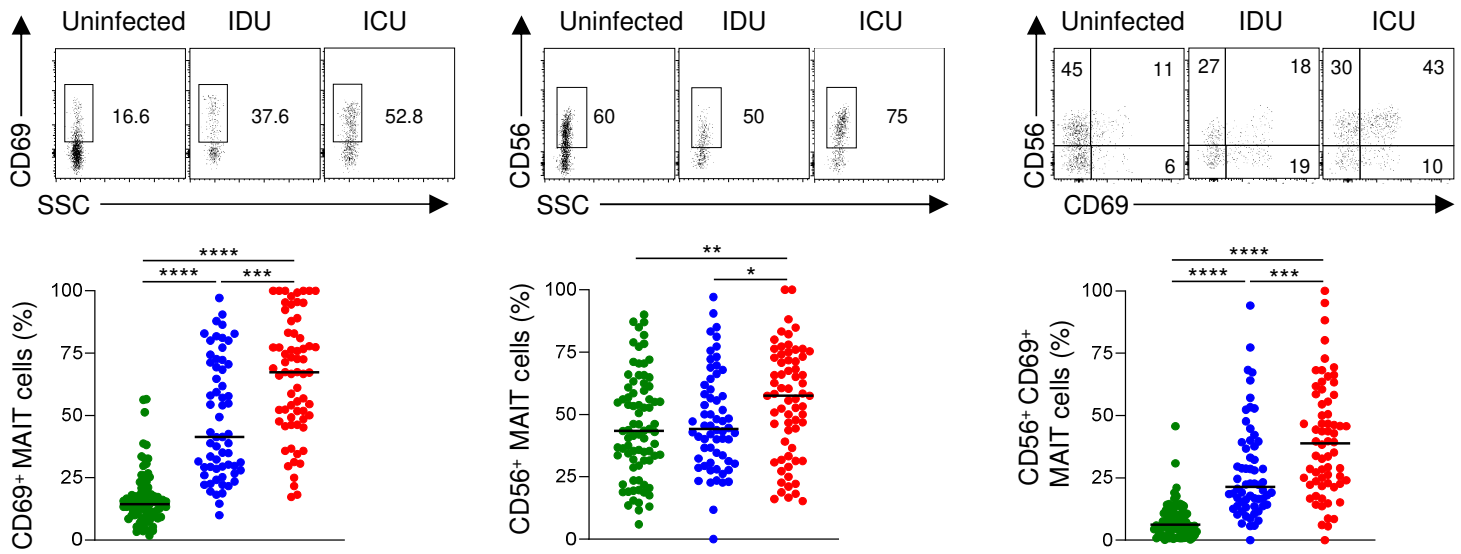 Uninfected IDU ICU
CD69
16.6 37.6 52.8
SSC
****
**** ***
CD69⁺ MAIT cells (%)
100
75
50
25
0
Uninfected IDU ICU
CD56
60 50 75
SSC
**
*
CD56⁺ MAIT cells (%)
100
75
50
25
0
Uninfected IDU ICU
CD56
45 11 27 18 30 43
6 19 10
CD69
****
**** ***
CD56⁺ CD69⁺
MAIT cells (%)
100
75
50
25
0